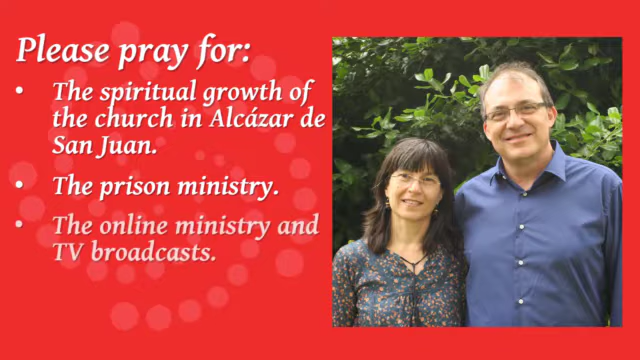 Please pray for:
• The spiritual growth of
the church in Alcázar de
San Juan.
• The prison ministry.
• The online ministry and
TV broadcasts.